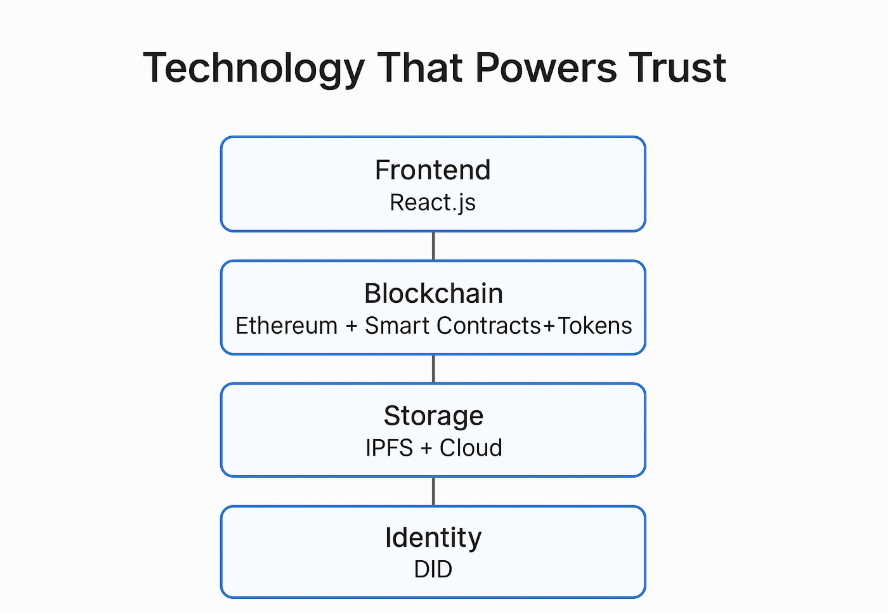 Technology That Powers Trust
Frontend
React.js
Blockchain
Ethereum + Smart Contracts+Tokens
Storage
IPFS + Cloud
Identity
DID